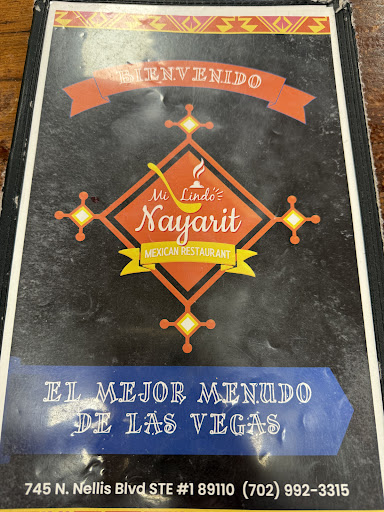 BIENVENIDO
Mi Lindo
Nayarit
MEXICAN RESTAURANT
EL MEJOR MENUDO
DE LAS VEGAS
745 N. Nellis Blvd STE #1 89110 (702) 992-3315